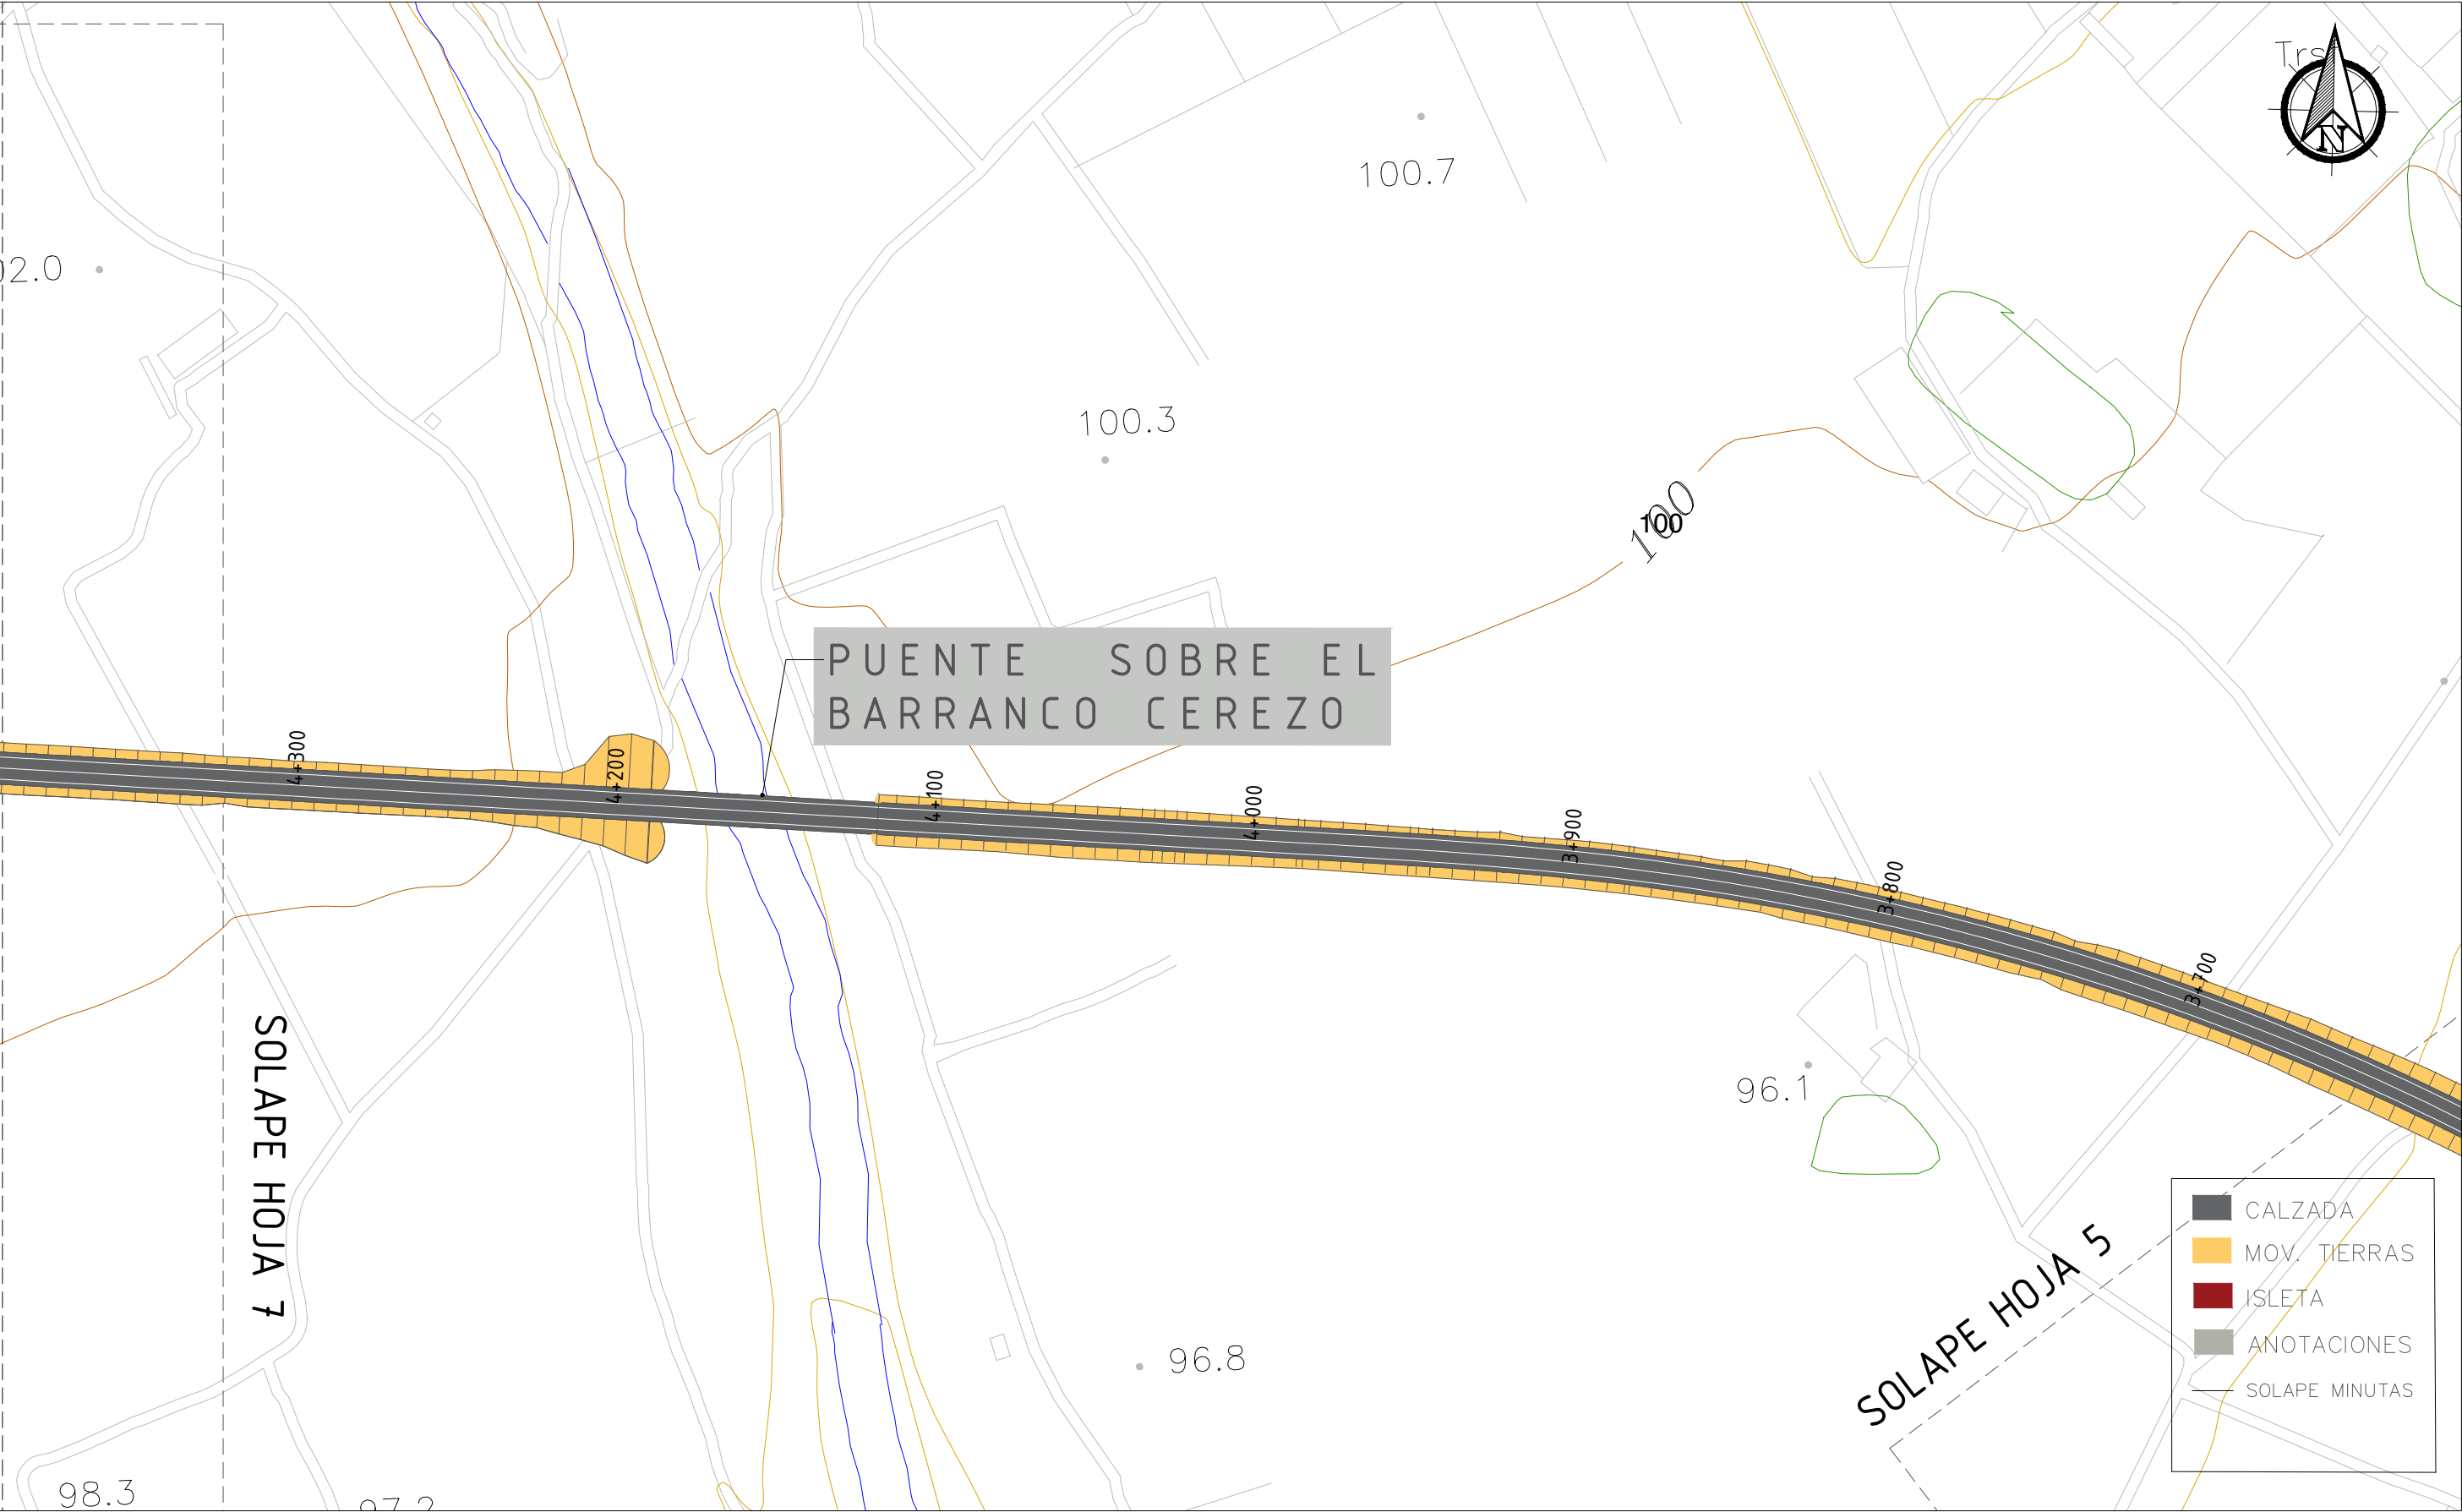 Trs
N
100.7
02.0
100.3
100
100
PUENTE SOBRE EL
BARRANCO CEREZO
4+300
4+200
4+100
4+000
3+900
3+800
3+700
SOLAPE HOJA 7
96.1
SOLAPE HOJA 5
96.8
98.3
CALZADA
MOV. TIERRAS
ISLETA
ANOTACIONES
SOLAPE MINUTAS